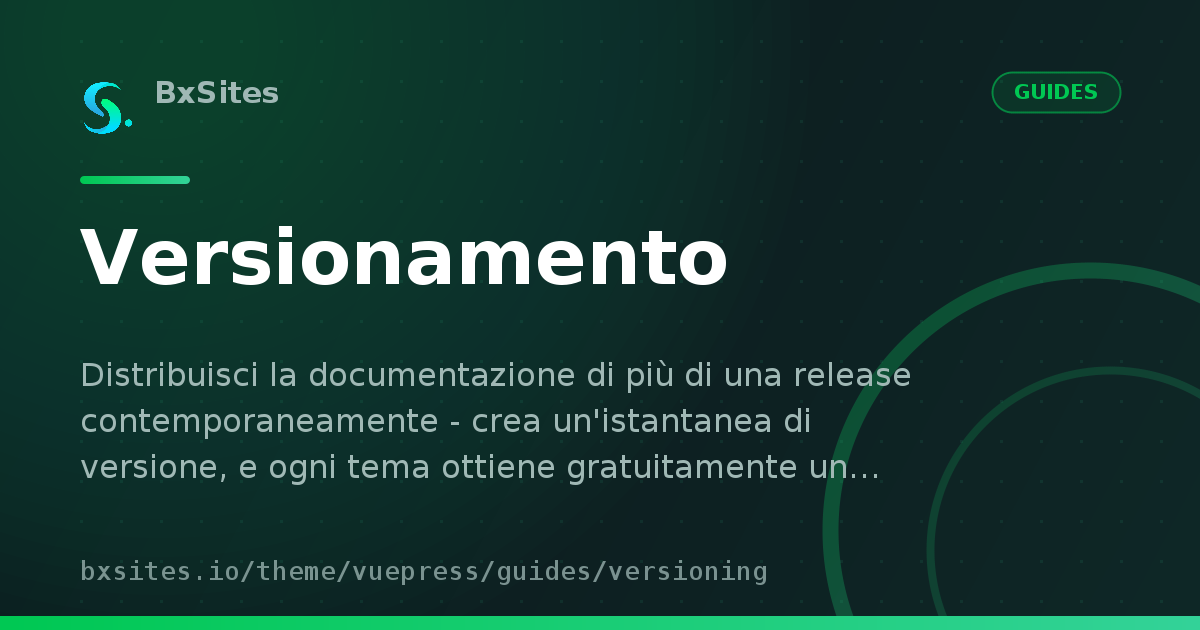 BxSites
GUIDES
Versionamento
Distribuisci la documentazione di più di una release
contemporaneamente - crea un'istantanea di
versione, e ogni tema ottiene gratuitamente un…
bxsites.io/theme/vuepress/guides/versioning